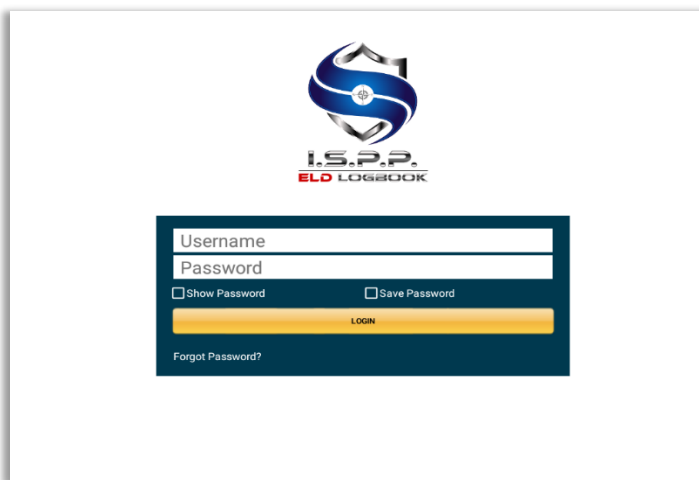 I.S.P.P.
ELD LOGBOOK
Username
Password
Show Password
Save Password
LOGIN
Forgot Password?